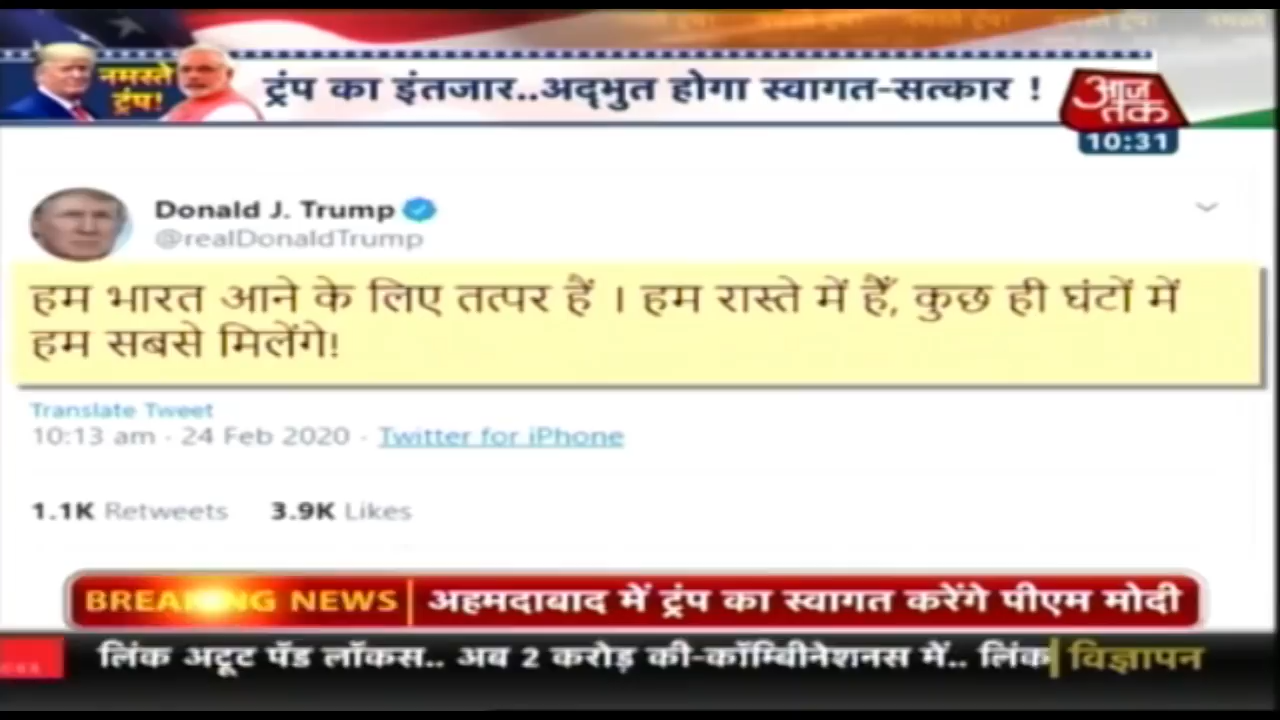 नमस्ते ट्रंप!
नमस्ते
ट्रंप!
ट्रंप का इंतजार..अद्भुत होगा स्वागत-सत्कार !
आज
तक
10:31
Donald J. Trump
@realDonaldTrump
हम भारत आने के लिए तत्पर हैं । हम रास्ते में हैँ, कुछ ही घंटों में
हम सबसे मिलेंगे!
Translate Tweet
10:13 am · 24 Feb 2020 · Twitter for iPhone
1.1K Retweets 3.9K Likes
BREAKING NEWS अहमदाबाद में ट्रंप का स्वागत करेंगे पीएम मोदी
लिंक अटूट पॅड लॉकस.. अब 2 करोड़ की-कॉम्बिीनेशनस में.. लिंक विज्ञापन